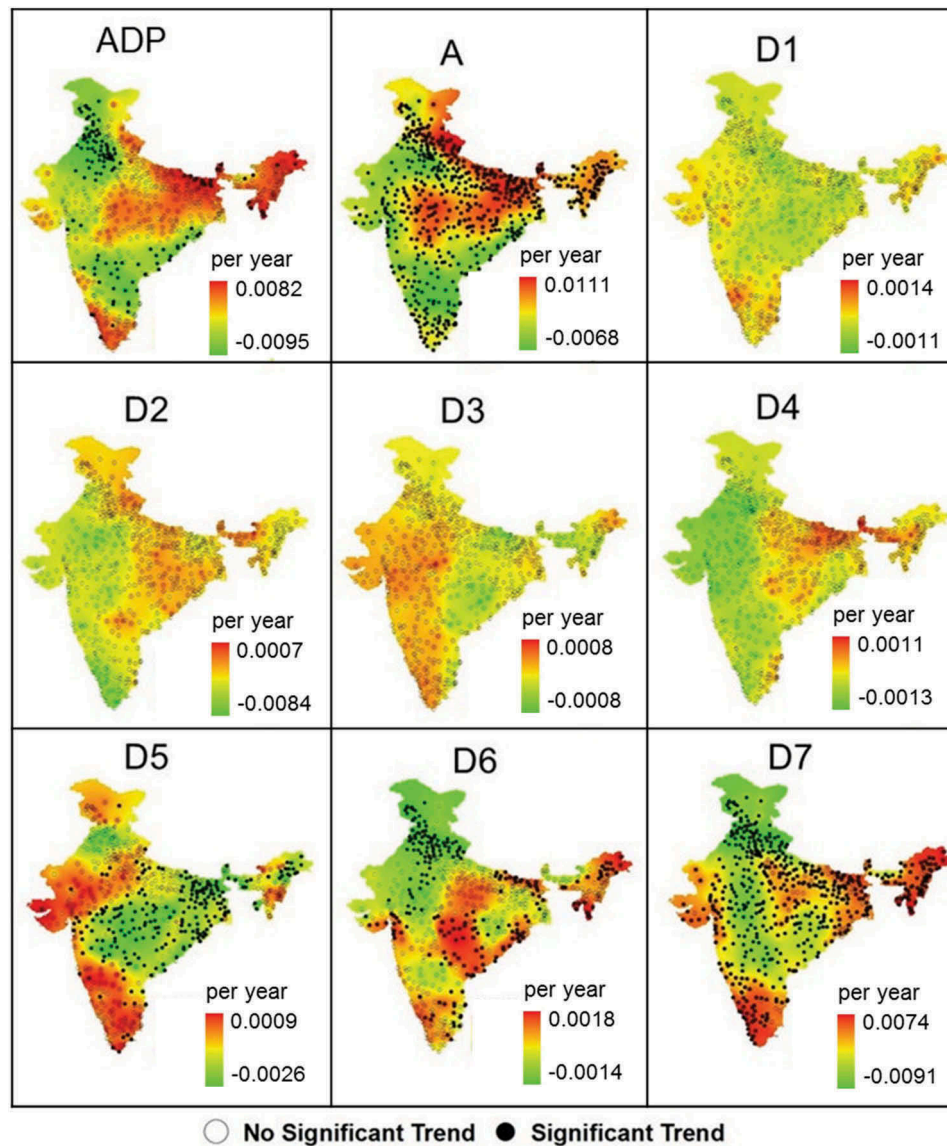 ADP
A
D1
per year
0.0082
-0.0095
per year
0.0111
-0.0068
per year
0.0014
-0.0011
D2
D3
D4
per year
0.0007
-0.0084
per year
0.0008
-0.0008
per year
0.0011
-0.0013
D5
D6
D7
per year
0.0009
-0.0026
per year
0.0018
-0.0014
per year
0.0074
-0.0091
No Significant Trend
Significant Trend